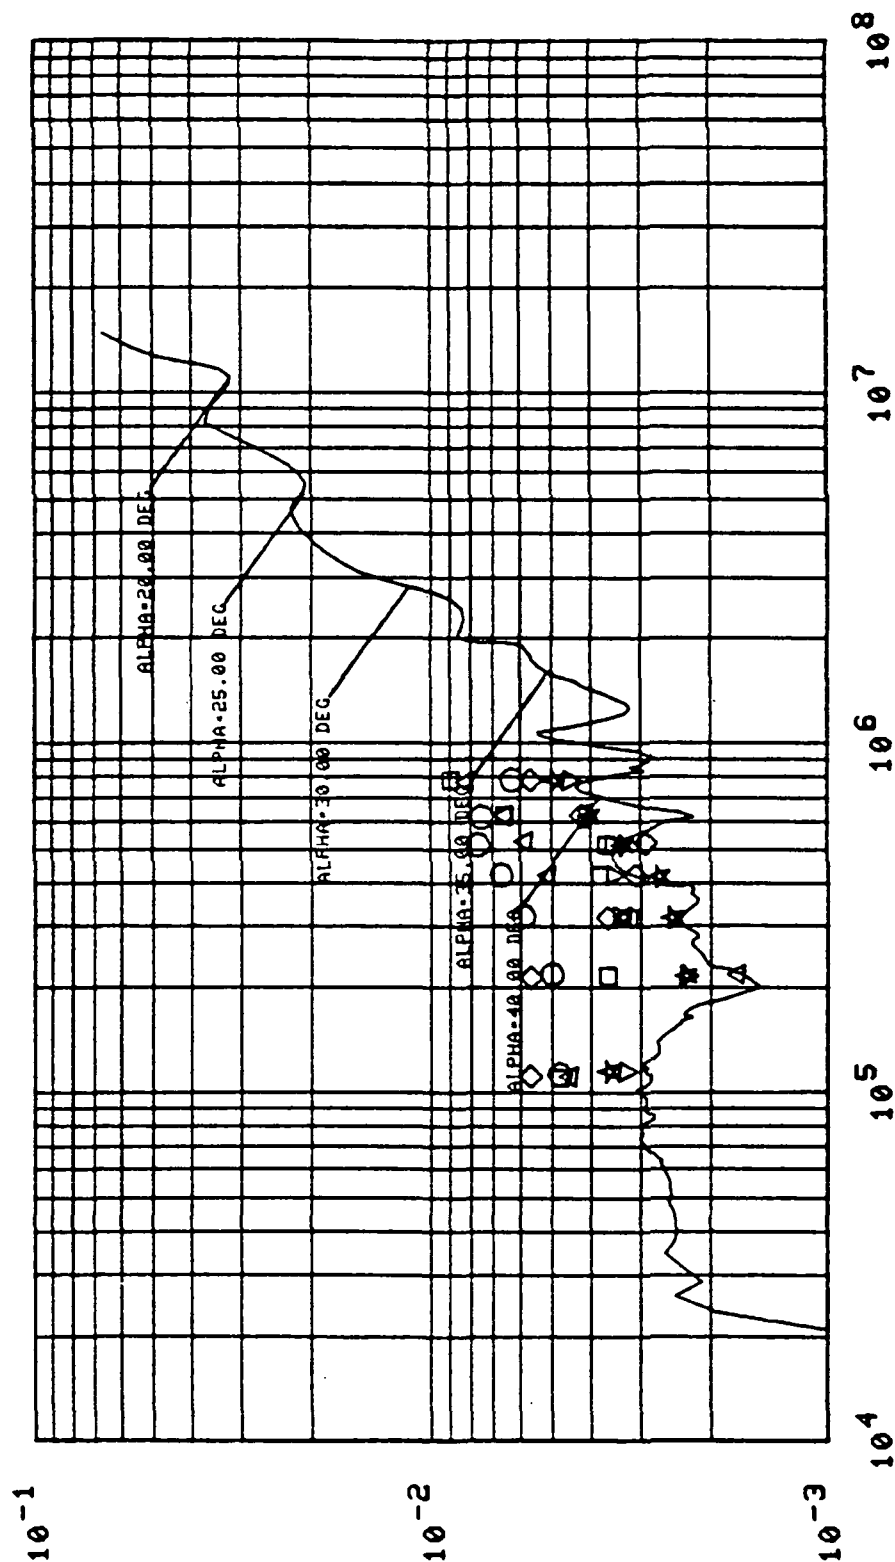 10-1
ALPHA=20.00 DEG
ALPHA=25.00 DEG
ALPHA=30.00 DEG
10-2
ALPHA=35.00 DEG
ALPHA=40.00 DEG
10-3
104
105
106
107
108